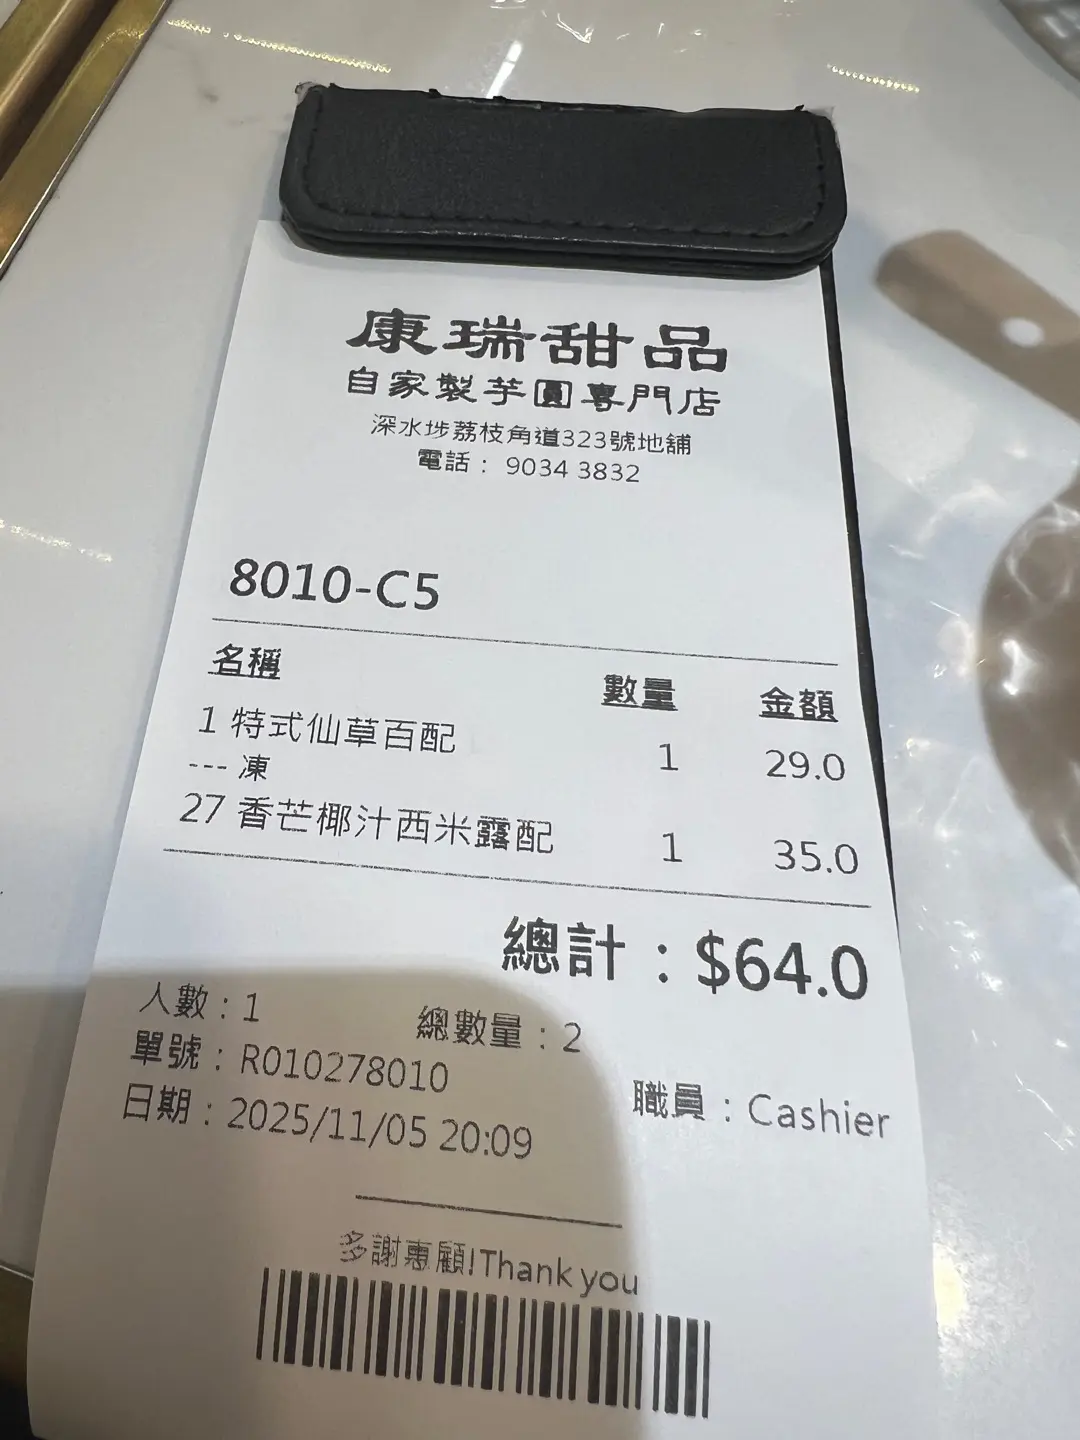 康瑞甜品
自家製芋圓專門店
深水埗荔枝角道323號地舖
電話： 9034 3832
8010-C5
名稱 數量 金額
1 特式仙草百配 1 29.0
--- 凍
27 香芒椰汁西米露配 1 35.0
總計：$64.0
人數：1 總數量：2
單號：R010278010
職員：Cashier
日期：2025/11/05 20:09
多謝惠顧!Thank you